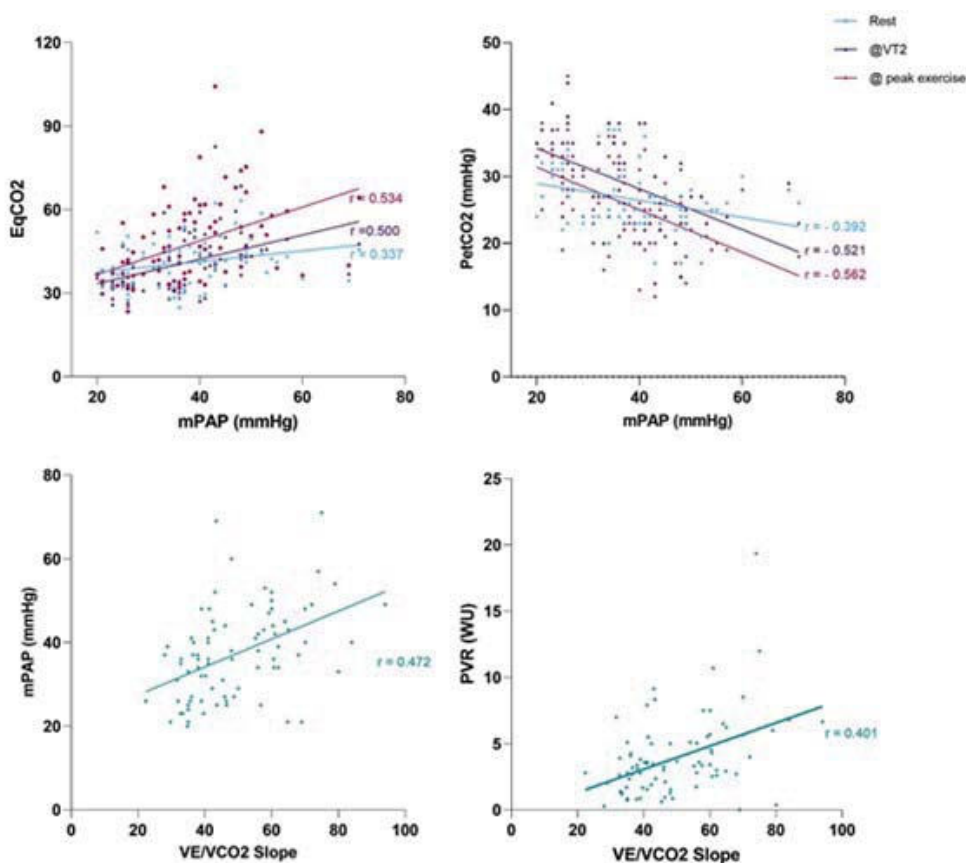 Rest
@VT2
@ peak exercise
120
90
60
30
0
EqCO2
r = 0.534
r =0.500
r = 0.337
20 40 60 80
mPAP (mmHg)
50
40
30
20
10
0
PetCO2 (mmHg)
r = - 0.392
r = - 0.521
r = - 0.562
20 40 60 80
mPAP (mmHg)
80
60
40
20
0
mPAP (mmHg)
r = 0.472
0 20 40 60 80 100
VE/VCO2 Slope
25
20
15
10
5
0
PVR (WU)
r = 0.401
0 20 40 60 80 100
VE/VCO2 Slope